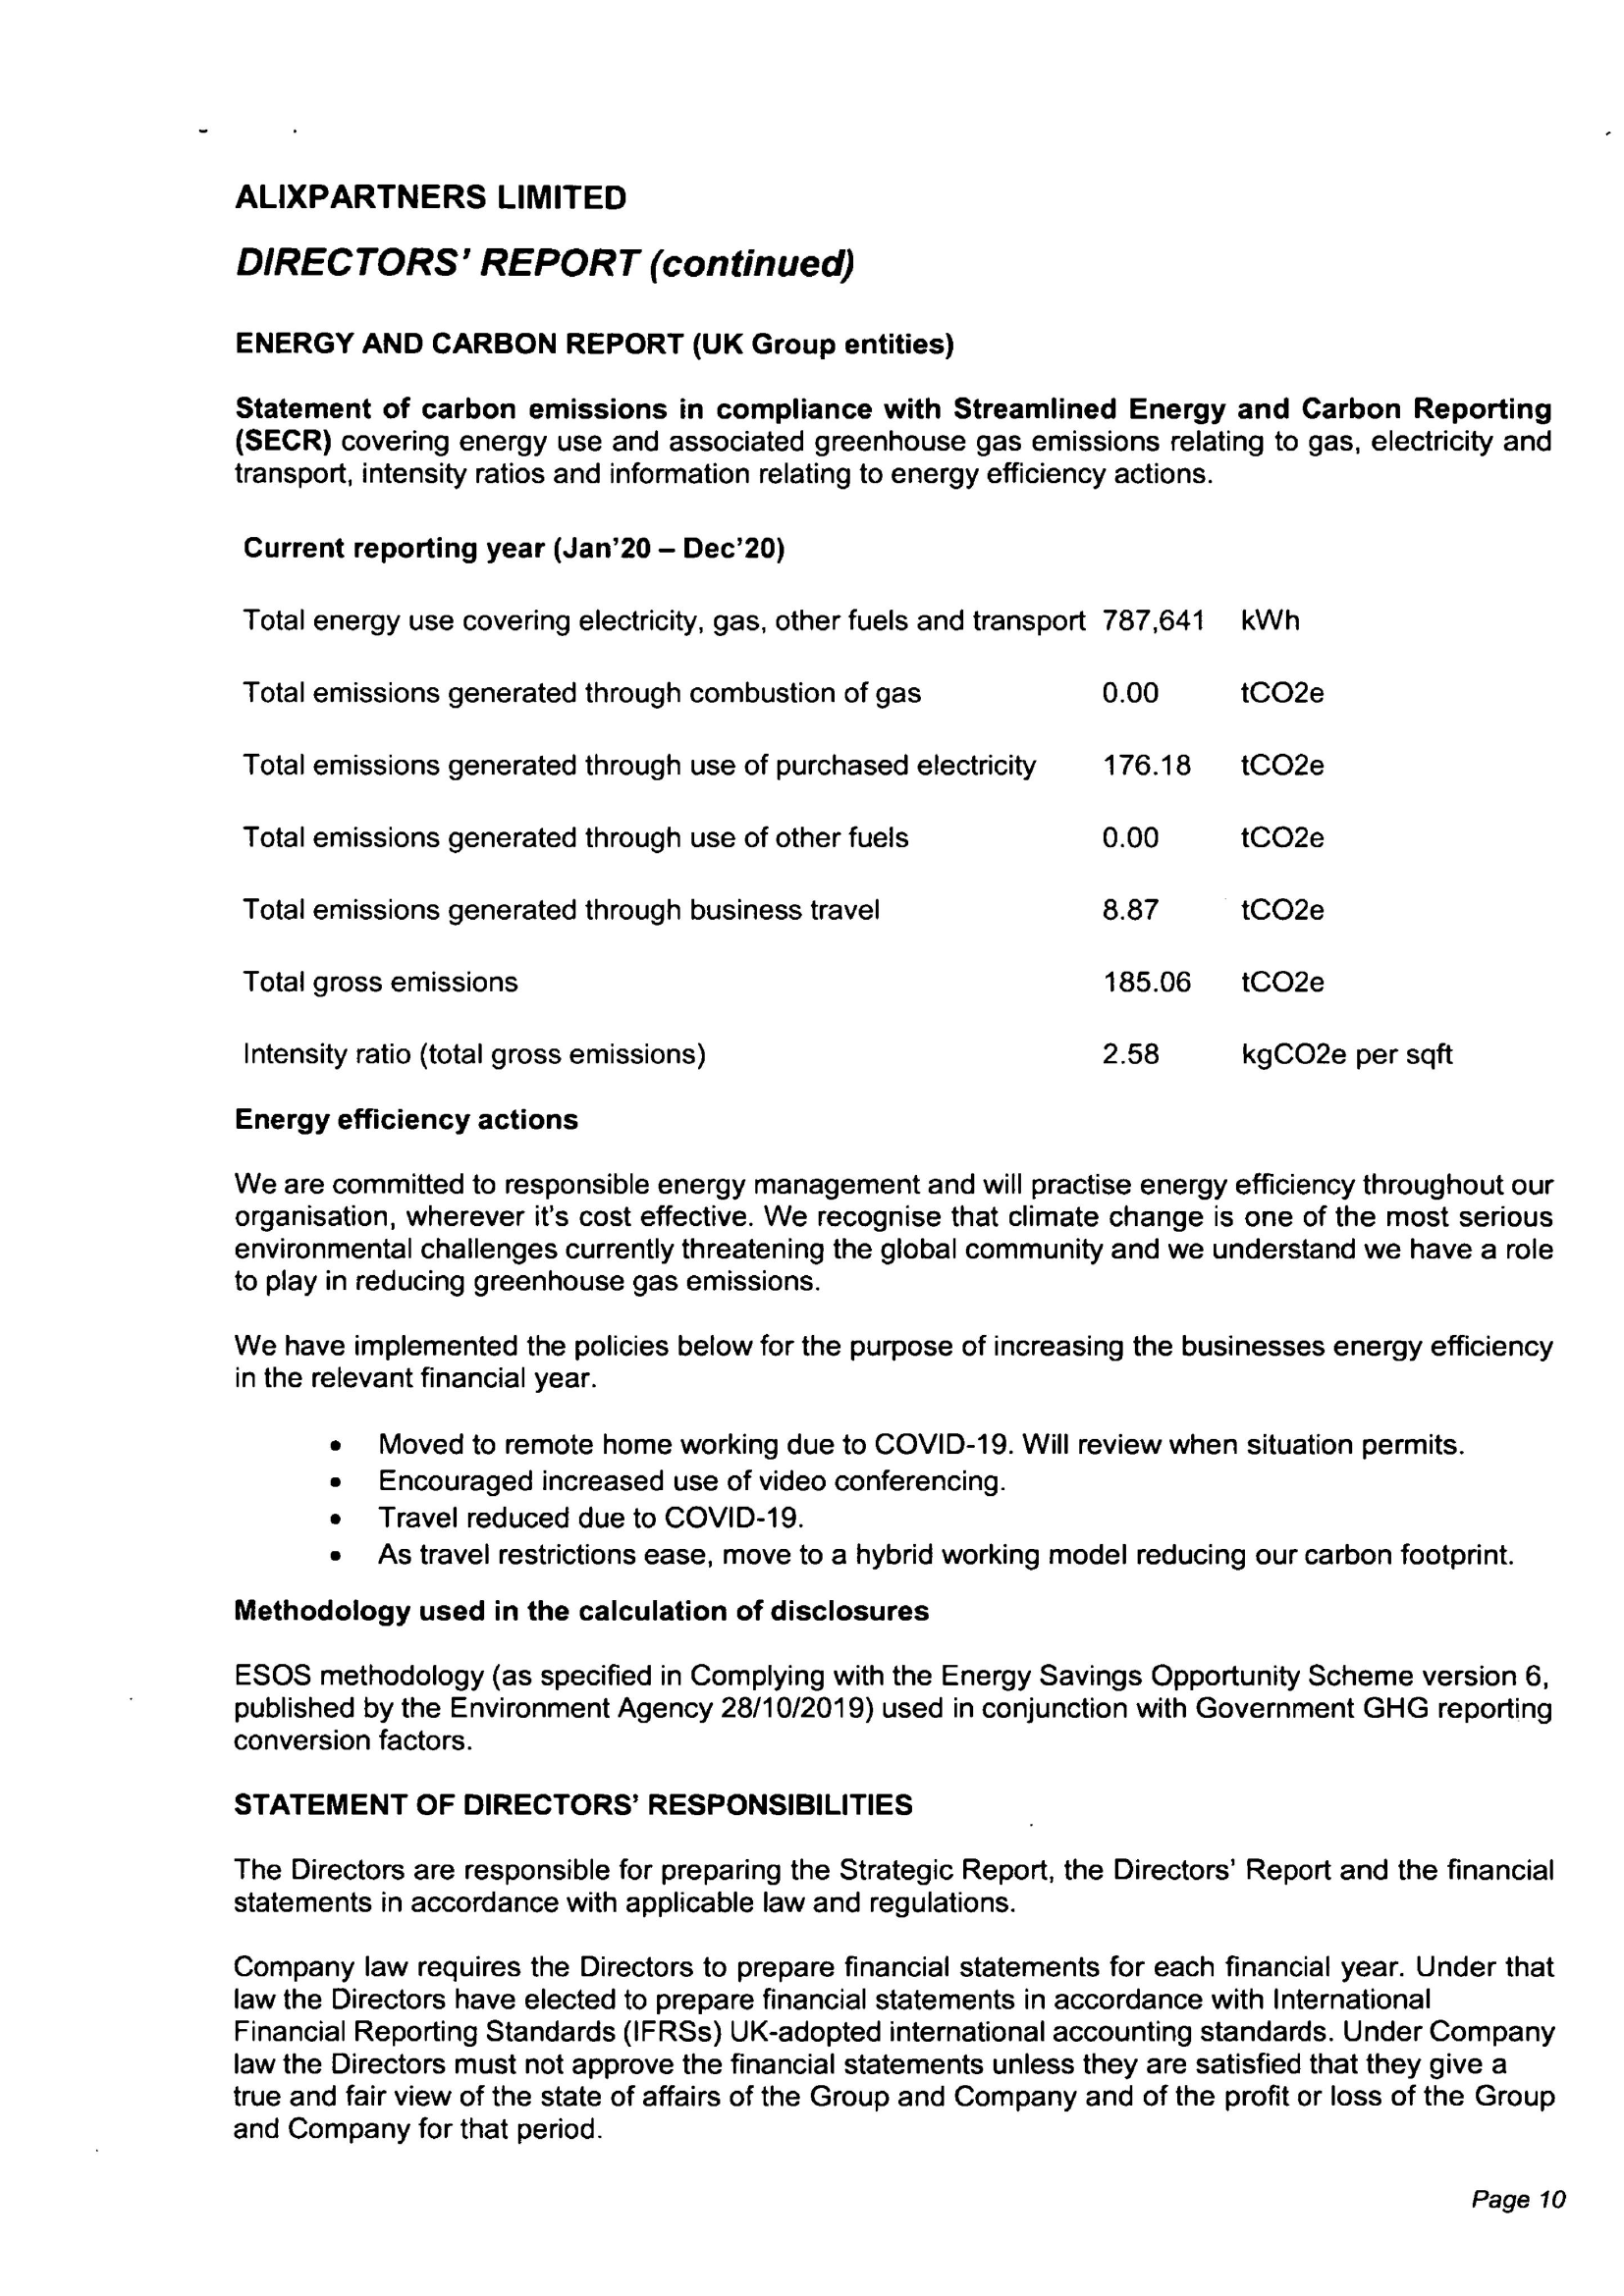 ALIXPARTNERS LIMITED
DIRECTORS' REPORT (continued)
ENERGY AND CARBON REPORT (UK Group entities)
Statement of carbon emissions in compliance with Streamlined Energy and Carbon Reporting
(SECR) covering energy use and associated greenhouse gas emissions relating to gas, electricity and
transport, intensity ratios and information relating to energy efficiency actions.
Current reporting year (Jan'20 – Dec'20)
Total energy use covering electricity, gas, other fuels and transport 787,641 kWh
Total emissions generated through combustion of gas 0.00 tCO2e
Total emissions generated through use of purchased electricity 176.18 tCO2e
Total emissions generated through use of other fuels 0.00 tCO2e
Total emissions generated through business travel 8.87 tCO2e
Total gross emissions 185.06 tCO2e
Intensity ratio (total gross emissions) 2.58 kgCO2e per sqft
Energy efficiency actions
We are committed to responsible energy management and will practise energy efficiency throughout our
organisation, wherever it's cost effective. We recognise that climate change is one of the most serious
environmental challenges currently threatening the global community and we understand we have a role
to play in reducing greenhouse gas emissions.
We have implemented the policies below for the purpose of increasing the businesses energy efficiency
in the relevant financial year.
• Moved to remote home working due to COVID-19. Will review when situation permits.
• Encouraged increased use of video conferencing.
• Travel reduced due to COVID-19.
• As travel restrictions ease, move to a hybrid working model reducing our carbon footprint.
Methodology used in the calculation of disclosures
ESOS methodology (as specified in Complying with the Energy Savings Opportunity Scheme version 6,
published by the Environment Agency 28/10/2019) used in conjunction with Government GHG reporting
conversion factors.
STATEMENT OF DIRECTORS' RESPONSIBILITIES
The Directors are responsible for preparing the Strategic Report, the Directors' Report and the financial
statements in accordance with applicable law and regulations.
Company law requires the Directors to prepare financial statements for each financial year. Under that
law the Directors have elected to prepare financial statements in accordance with International
Financial Reporting Standards (IFRSs) UK-adopted international accounting standards. Under Company
law the Directors must not approve the financial statements unless they are satisfied that they give a
true and fair view of the state of affairs of the Group and Company and of the profit or loss of the Group
and Company for that period.
Page 10